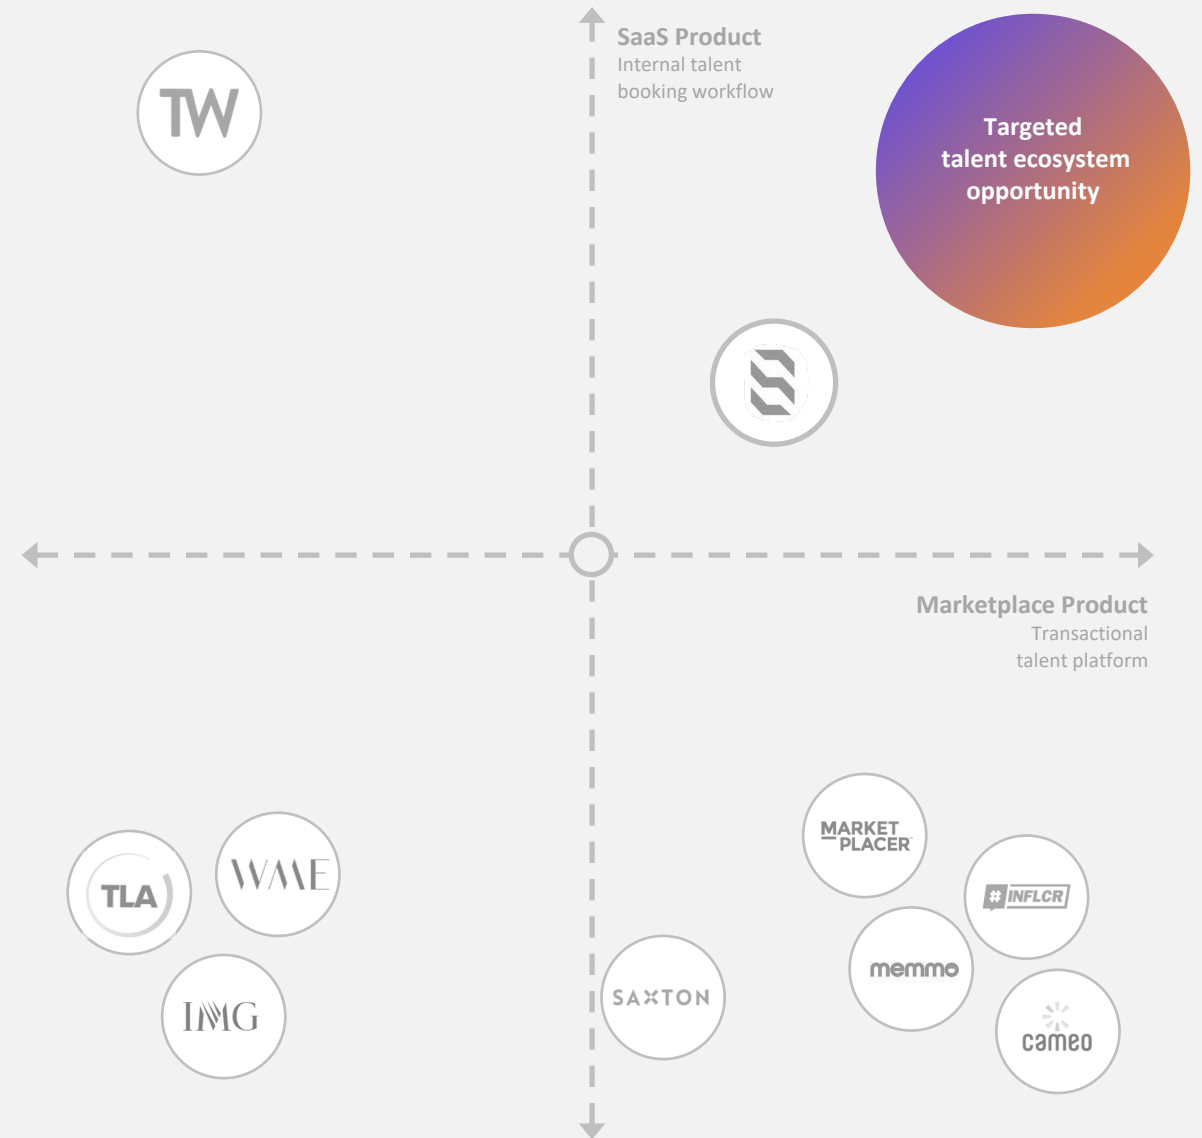 TW
SaaS Product
Internal talent
booking workflow
Targeted
talent ecosystem
opportunity
S
Marketplace Product
Transactional
talent platform
MARKET
PLACER
TLA
WME
# INFLCR
memmo
SAXTON
IMG
cameo